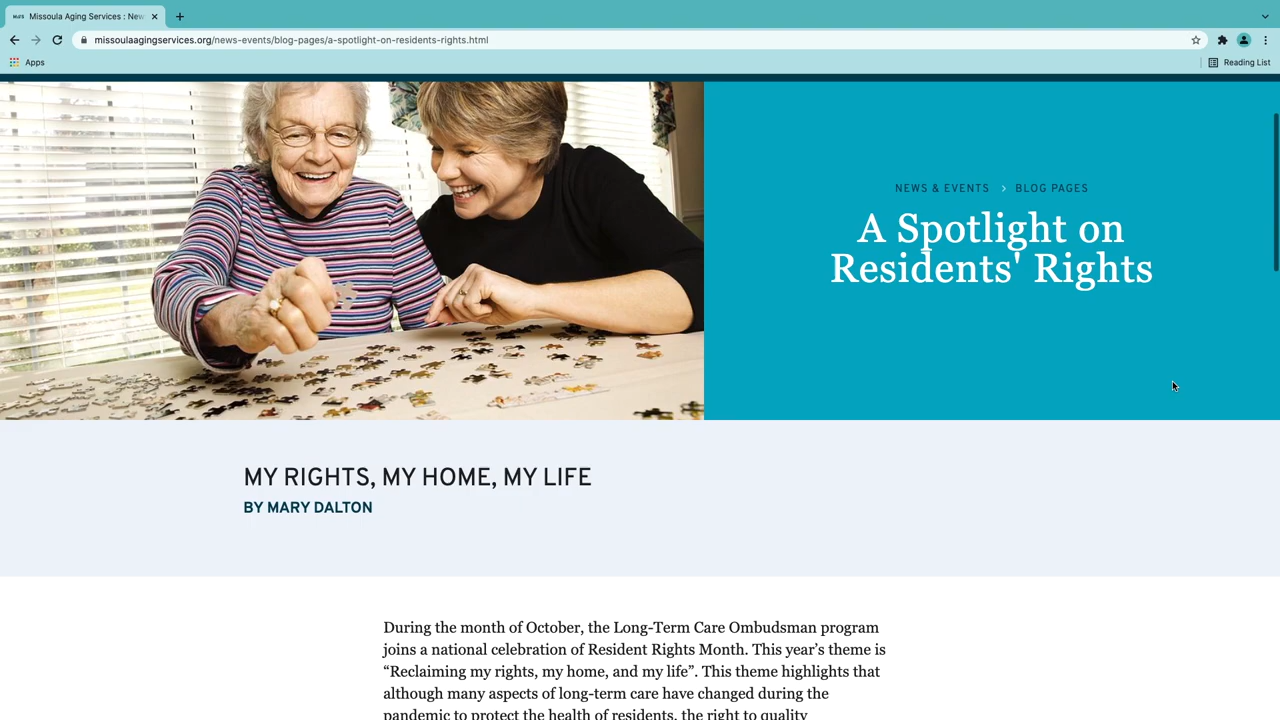 Missoula Aging Services : New
missoulaagingservices.org/news-events/blog-pages/a-spotlight-on-residents-rights.html
Apps
Reading List
NEWS & EVENTS > BLOG PAGES
A Spotlight on
Residents' Rights
MY RIGHTS, MY HOME, MY LIFE
BY MARY DALTON
During the month of October, the Long-Term Care Ombudsman program
joins a national celebration of Resident Rights Month. This year’s theme is
“Reclaiming my rights, my home, and my life”. This theme highlights that
although many aspects of long-term care have changed during the
pandemic to protect the health of residents, the right to quality